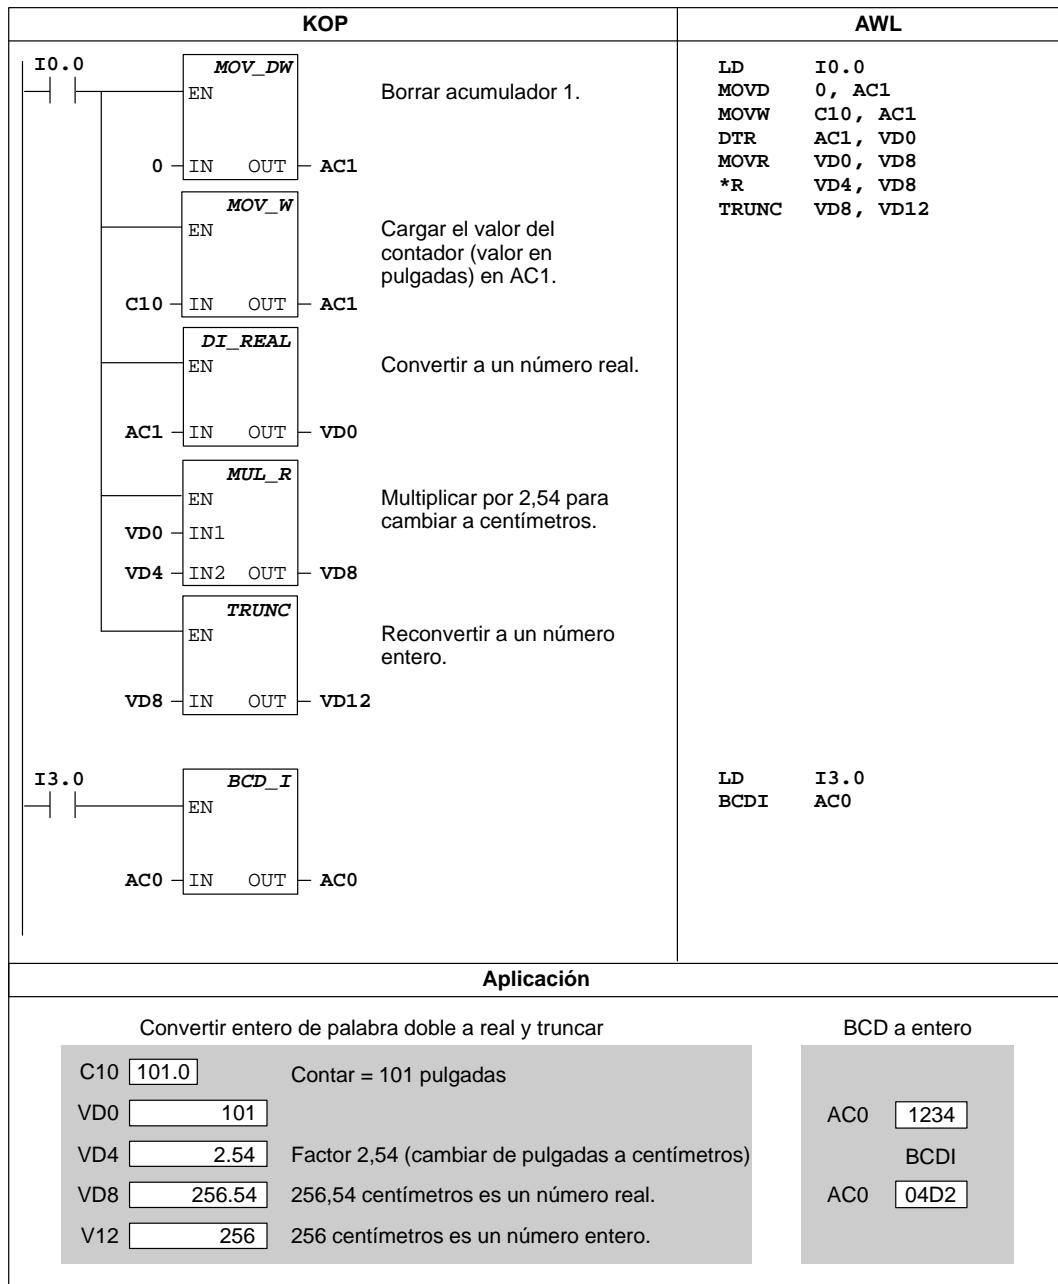 KOP
AWL
I0.0
MOV_DW
EN
Borrar acumulador 1.
0 IN OUT AC1
MOV_W
EN
Cargar el valor del
contador (valor en
pulgadas) en AC1.
C10 IN OUT AC1
DI_REAL
EN
Convertir a un número real.
AC1 IN OUT VD0
MUL_R
EN
Multiplicar por 2,54 para
cambiar a centímetros.
VD0 IN1
VD4 IN2 OUT VD8
TRUNC
EN
Reconvertir a un número
entero.
VD8 IN OUT VD12
I3.0
BCD_I
EN
AC0 IN OUT AC0
LD I0.0
MOVD 0, AC1
MOVW C10, AC1
DTR AC1, VD0
MOVR VD0, VD8
*R VD4, VD8
TRUNC VD8, VD12
LD I3.0
BCDI AC0
Aplicación
Convertir entero de palabra doble a real y truncar
C10 101.0 Contar = 101 pulgadas
VD0 101
VD4 2.54 Factor 2,54 (cambiar de pulgadas a centímetros)
VD8 256.54 256,54 centímetros es un número real.
V12 256 256 centímetros es un número entero.
BCD a entero
AC0 1234
BCDI
AC0 04D2